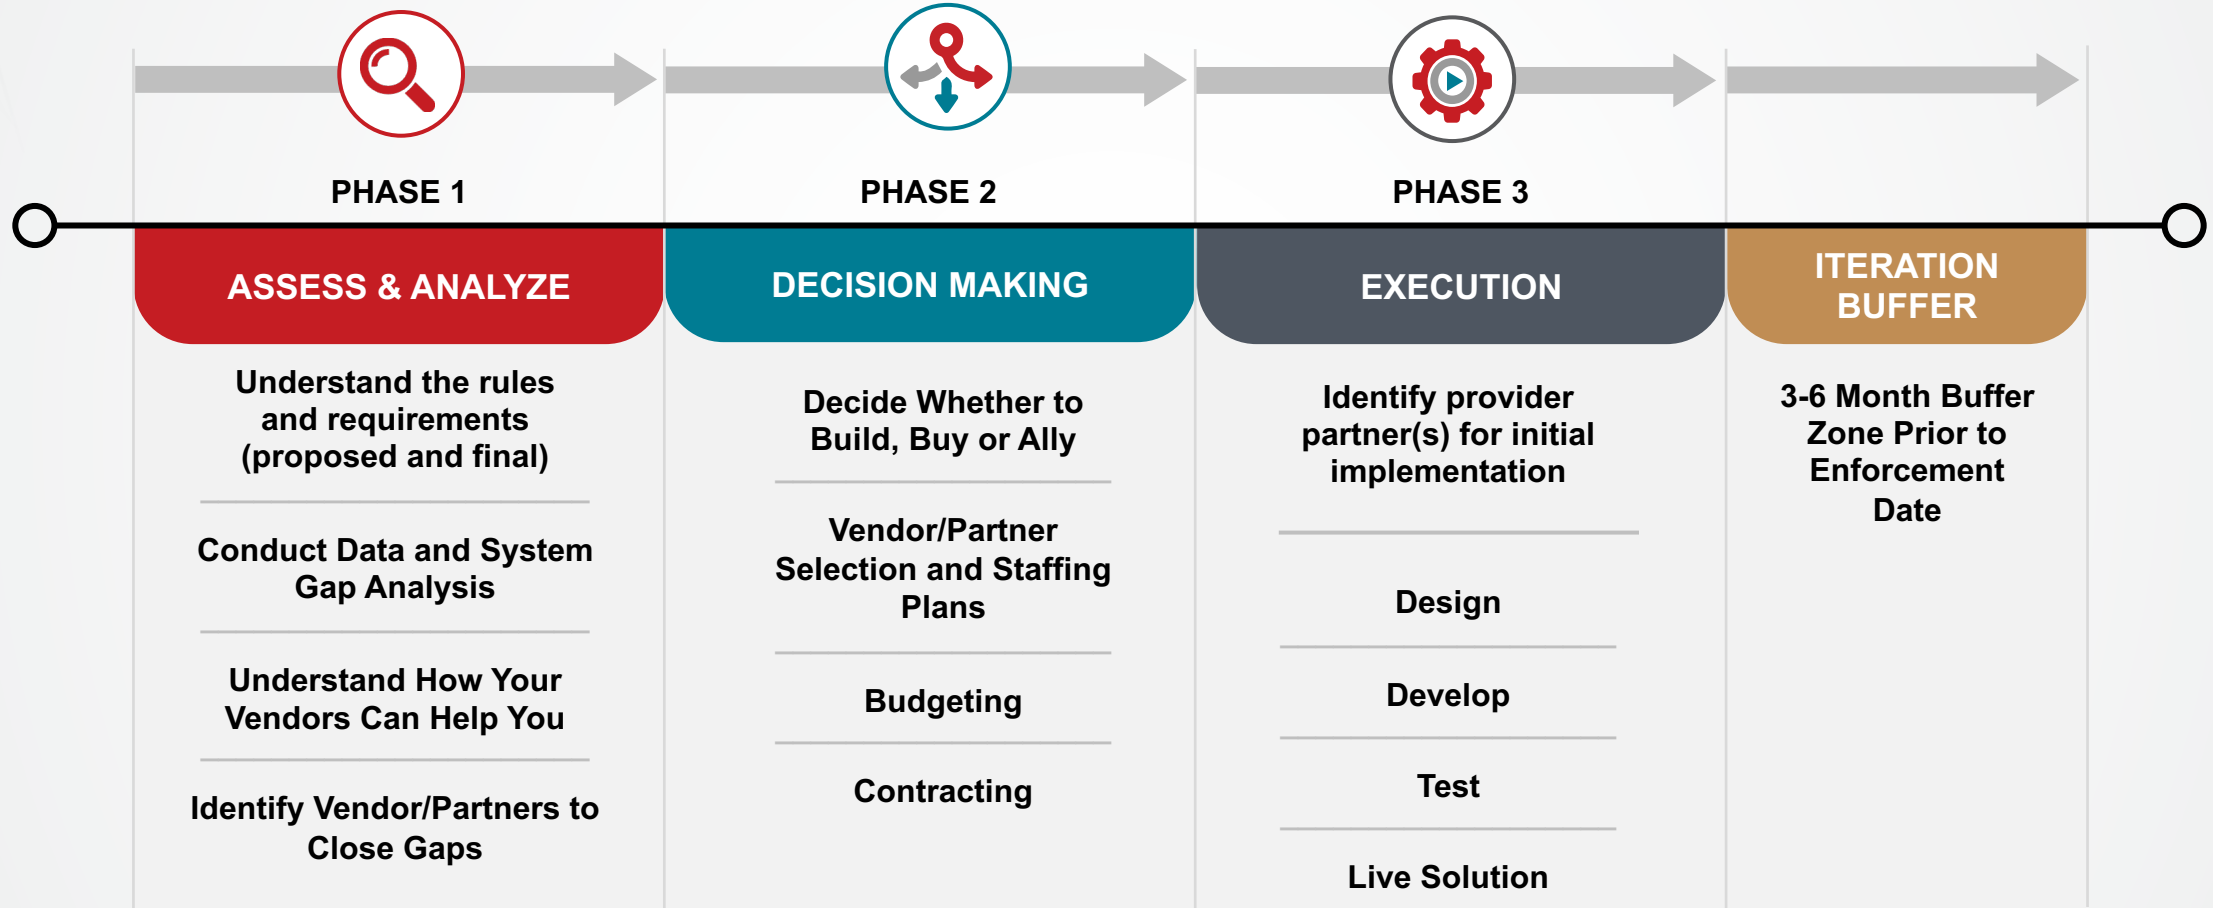 PHASE 1
PHASE 2
PHASE 3
ASSESS & ANALYZE
DECISION MAKING
EXECUTION
ITERATION
BUFFER
Understand the rules
and requirements
(proposed and final)
Conduct Data and System
Gap Analysis
Understand How Your
Vendors Can Help You
Identify Vendor/Partners to
Close Gaps
Decide Whether to
Build, Buy or Ally
Vendor/Partner
Selection and Staffing
Plans
Budgeting
Contracting
Identify provider
partner(s) for initial
implementation
Design
Develop
Test
Live Solution
3-6 Month Buffer
Zone Prior to
Enforcement
Date